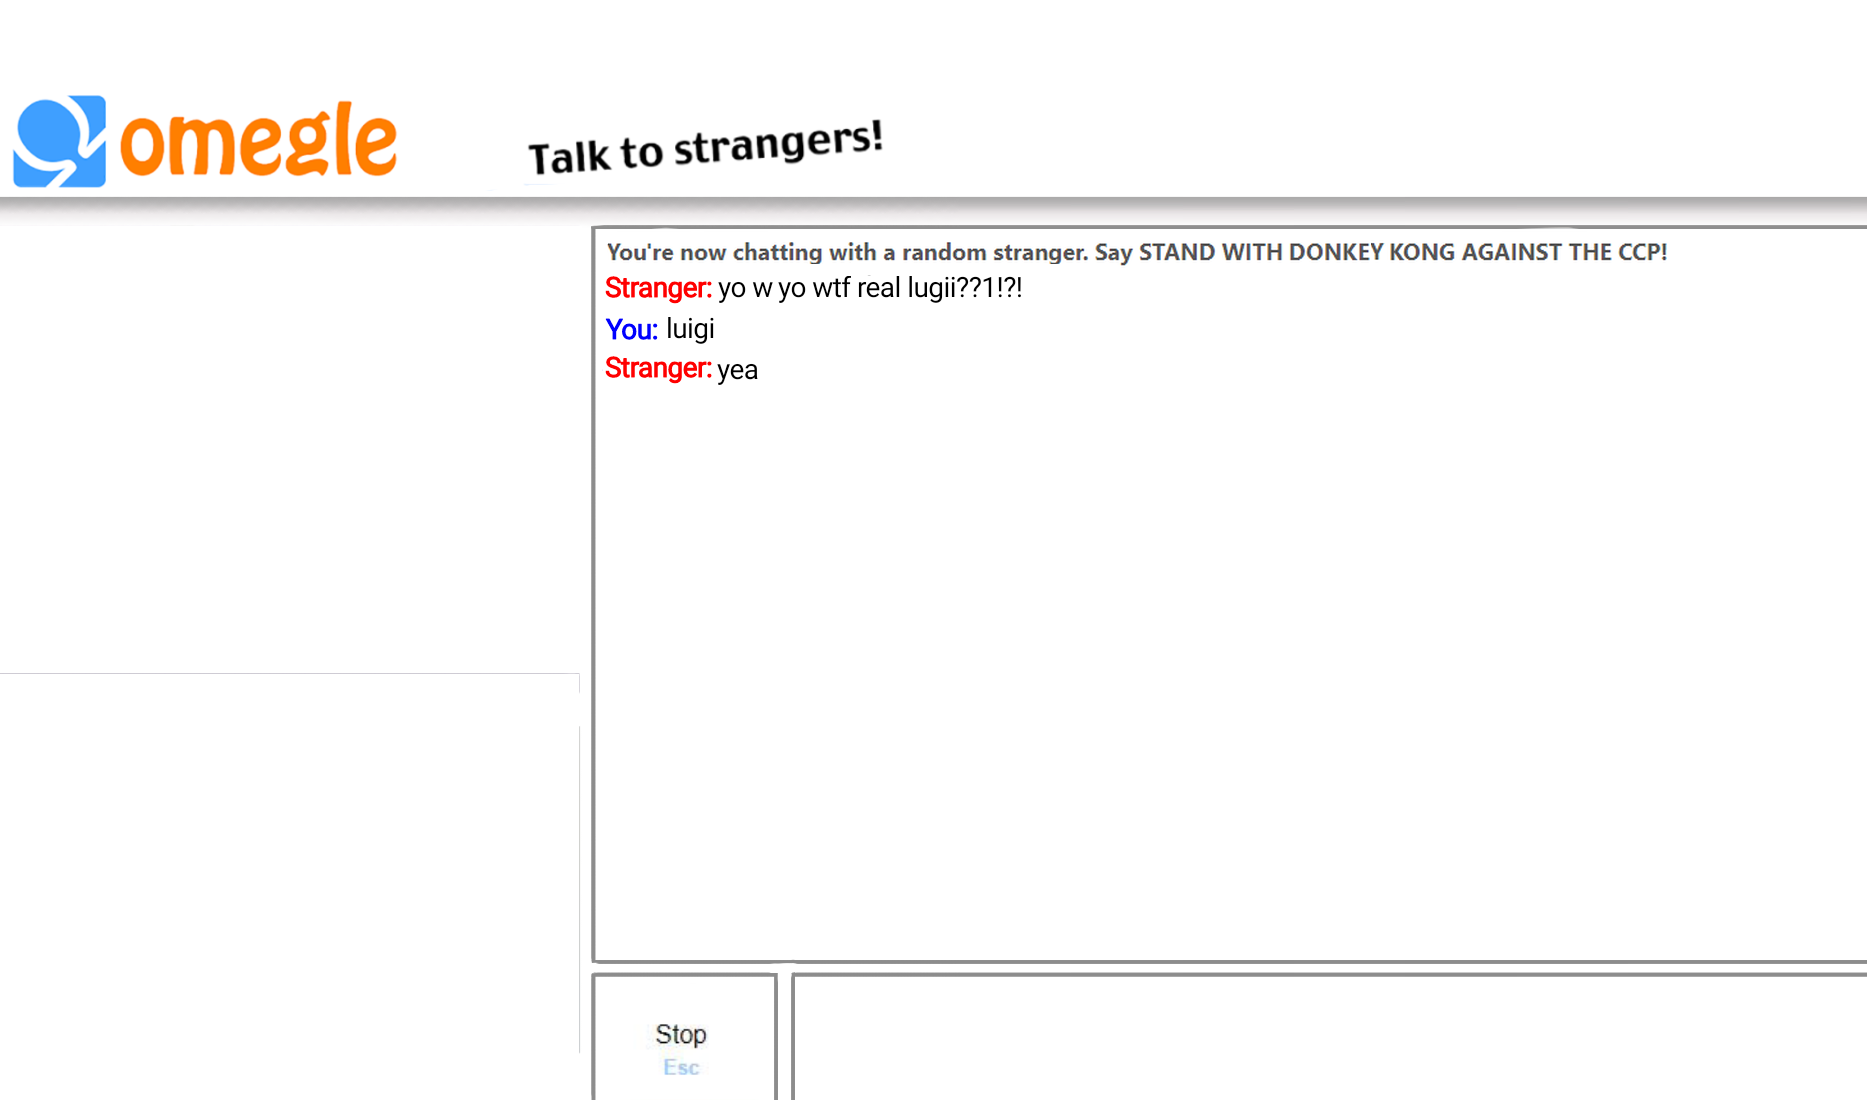 omegle
Talk to strangers!
You're now chatting with a random stranger. Say STAND WITH DONKEY KONG AGAINST THE CCP!
Stranger: yo w yo wtf real lugii??1!?!
You: luigi
Stranger: yea
Stop
Esc